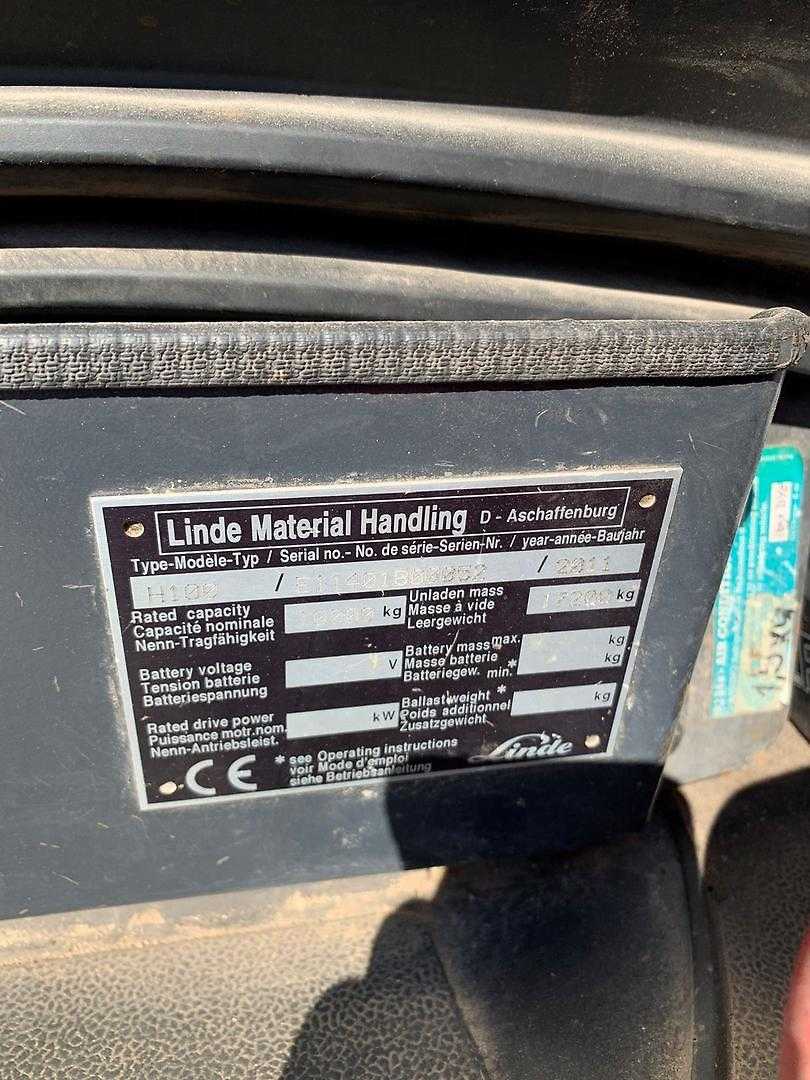 Linde Material Handling D - Aschaffenburg
Type-Modèle-Typ / Serial no.- No. de série-Serien-Nr. / year-année-Baujahr
H100 / / 2011
Rated capacity
Capacité nominale
Nenn-Tragfähigkeit
kg
Unladen mass
Masse à vide
Leergewicht
kg
Battery voltage
Tension batterie
Batteriespannung
V
Battery mass max.
Masse batterie
Batteriegew. min.*
kg
kg
Rated drive power
Puissance motr.nom.
Nenn-Antriebsleist.
kW
Ballastweight *
Poids additionnel
Zusatzgewicht
kg
CE
* see Operating instructions
voir Mode d'emploi
siehe Betriebsanleitung
Linde